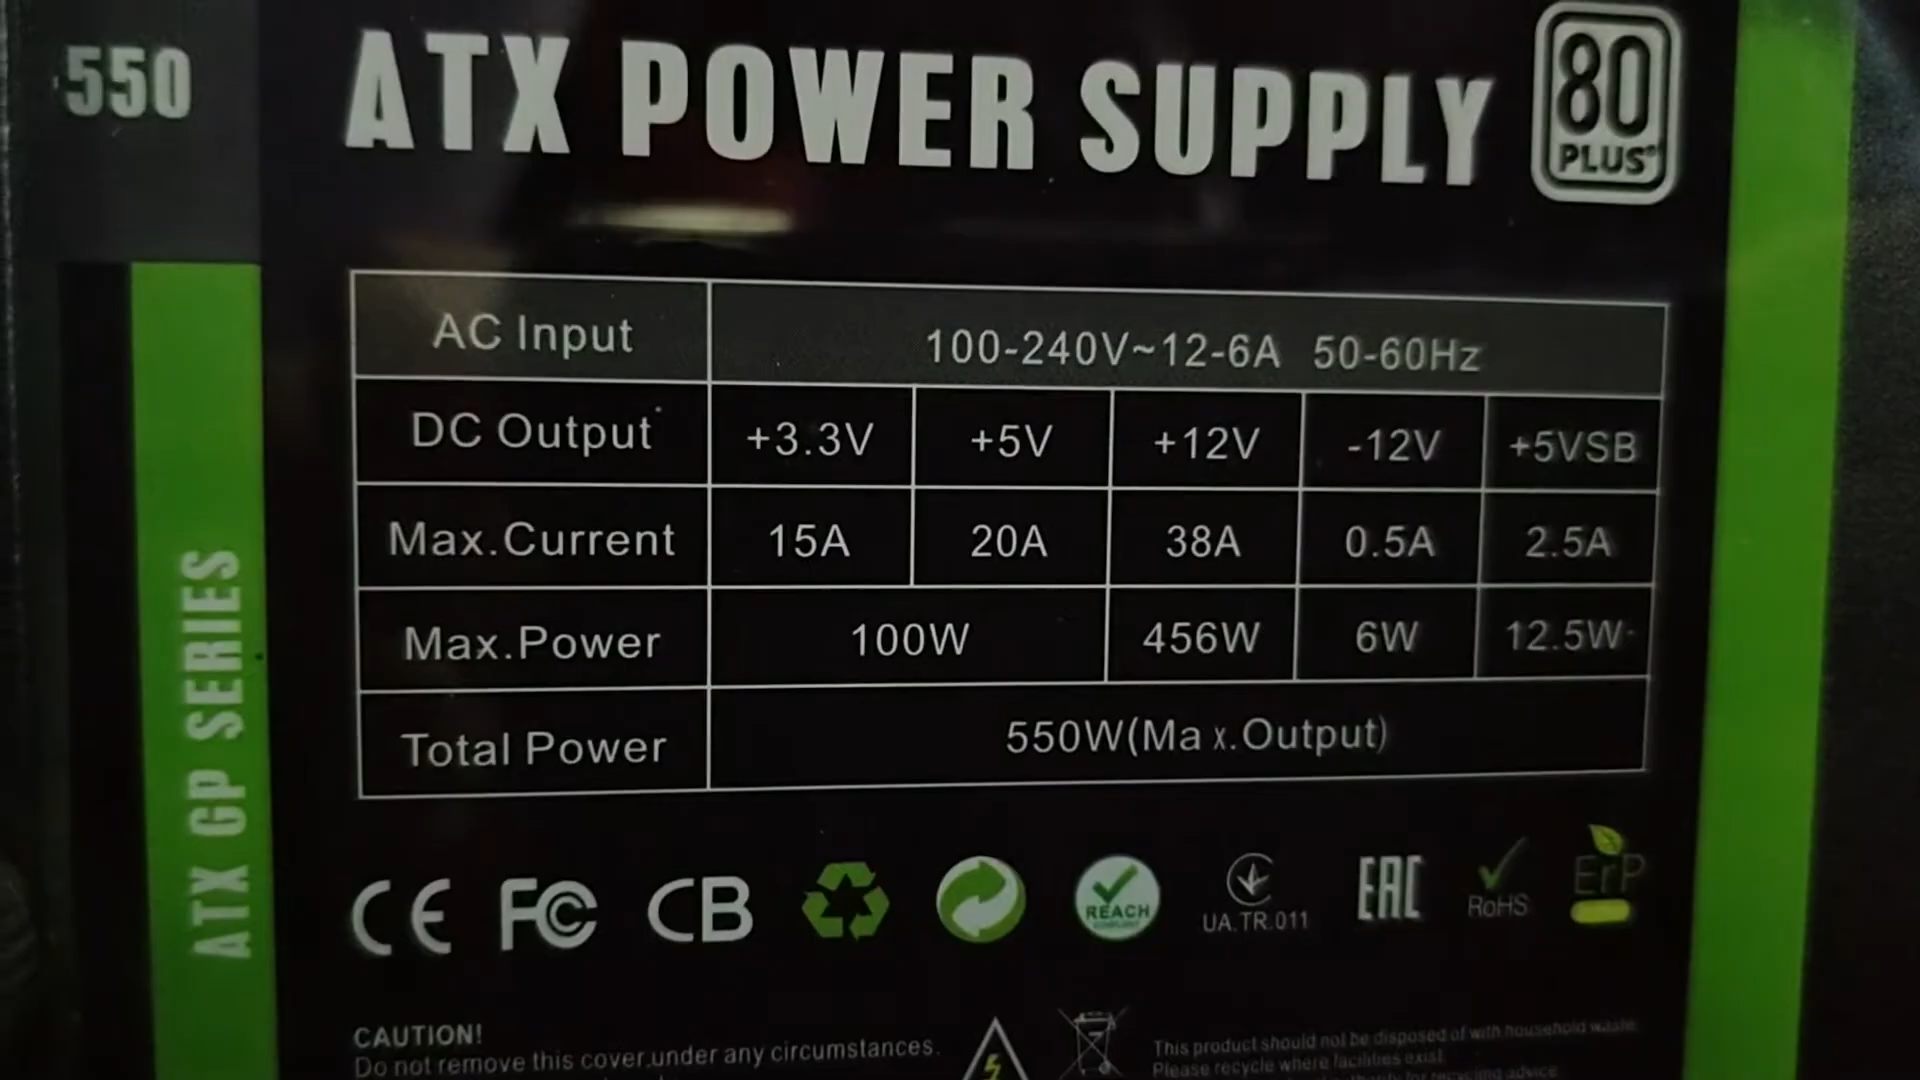 550
ATX POWER SUPPLY
80
PLUS
AC Input 100-240V~12-6A 50-60Hz
DC Output +3.3V +5V +12V -12V +5VSB
Max.Current 15A 20A 38A 0.5A 2.5A
Max.Power 100W 456W 6W 12.5W
Total Power 550W(Max.Output)
ATX GP SERIES
CE FC CB REACH UA.TR.011 EAC RoHS ErP
CAUTION!
Do not remove this cover.under any circumstances.
This product should not be disposed of with household waste.
Please recycle where facilities exist.